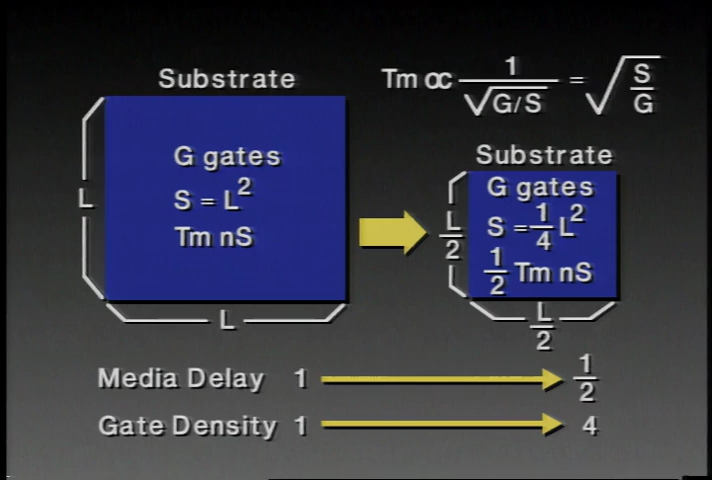 Substrate
Tm ∝ 1/√G/S = √S/G
G gates
S = L²
Tm nS
L
L
Substrate
G gates
S = 1/4 L²
1/2 Tm nS
L/2
L/2
Media Delay 1 1/2
Gate Density 1 4